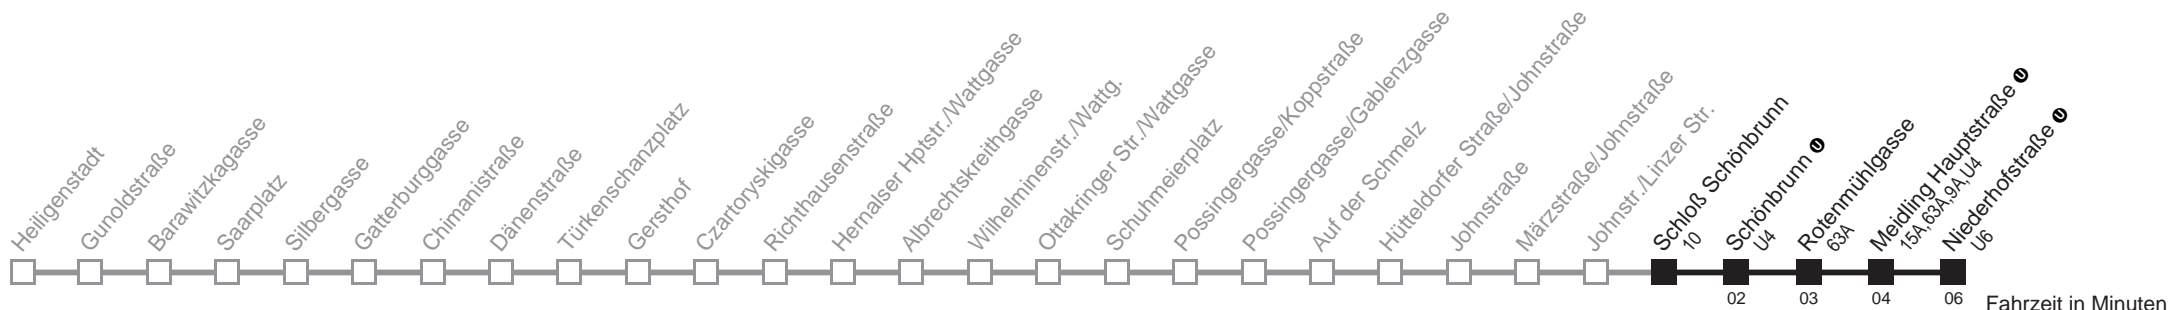 Heiligenstadt
Gunoldstraße
Barawitzkagasse
Saarplatz
Silbergasse
Gatterburggasse
Chimanistraße
Dänenstraße
Türkenschanzplatz
Gersthof
Czartoryskigasse
Richthausenstraße
Hernalser Hptstr./Wattgasse
Albrechtskreithgasse
Wilhelminenstr./Wattg.
Ottakringer Str./Wattgasse
Schuhmeierplatz
Possingergasse/Koppstraße
Possingergasse/Gablenzgasse
Auf der Schmelz
Hütteldorfer Straße/Johnstraße
Johnstraße
Märzstraße/Johnstraße
Johnstr./Linzer Str.
Schloß Schönbrunn
10
Schönbrunn U
U4
Rotenmühlgasse
63A
Meidling Hauptstraße U
15A,63A,9A,U4
Niederhofstraße U
U6
02 03 04 06
Fahrzeit in Minuten